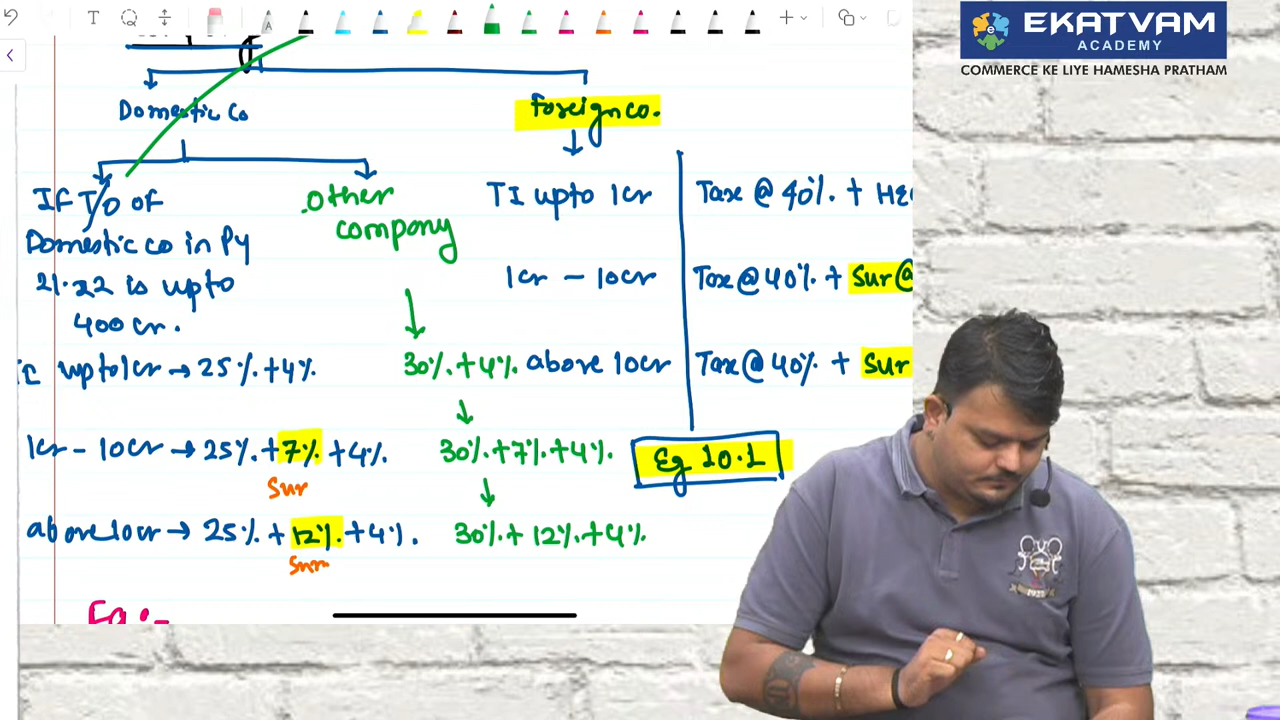 EKATVAM
ACADEMY
COMMERCE KE LIYE HAMESHA PRATHAM
Domestic Co
Foreign co.
If T/O of
Domestic co in Py
21.22 is upto
400 cr.
Other
company
TI upto 1cr
Tax @ 40%. + HEC
1cr - 10cr
Tax @ 40%. + Sur@
upto 1cr → 25%. + 4%.
30%. + 4%.
above 10cr
Tax @ 40%. + Sur
1cr - 10cr → 25%. + 7%. + 4%.
Sur
30%. + 7%. + 4%.
Eg 10.1
above 10cr → 25%. + 12%. + 4%.
Sur
30%. + 12%. + 4%.
Eg :-